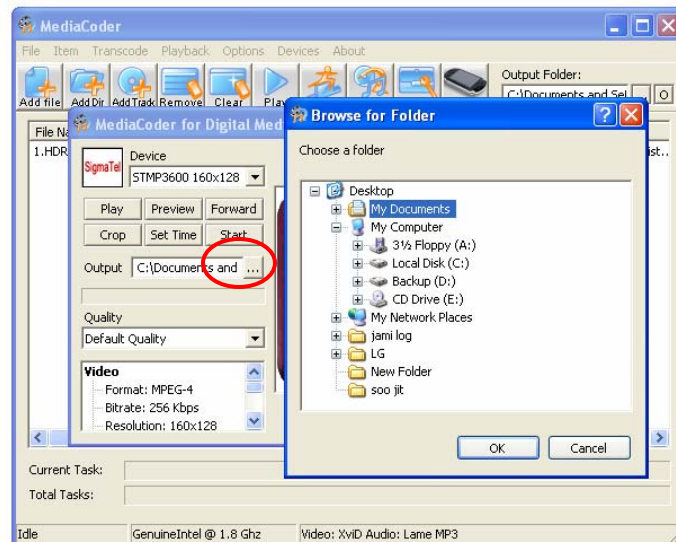 MediaCoder
File Item Transcode Playback Options Devices About
Add file Add Dir Add Track Remove Clear Play
Output Folder:
C:\Documents and Set ... O
File Na
1.HDR
ist..
MediaCoder for Digital Med
SigmaTel
Device
STMP3600 160x128
Play Preview Forward
Crop Set Time Start
Output C:\Documents and ...
Quality
Default Quality
Video
Format: MPEG-4
Bitrate: 256 Kbps
Resolution: 160x128
Browse for Folder
Choose a folder
Desktop
My Documents
My Computer
3½ Floppy (A:)
Local Disk (C:)
Backup (D:)
CD Drive (E:)
My Network Places
jami log
LG
New Folder
soo jit
OK Cancel
Current Task:
Total Tasks:
Idle GenuineIntel @ 1.8 Ghz Video: XviD Audio: Lame MP3